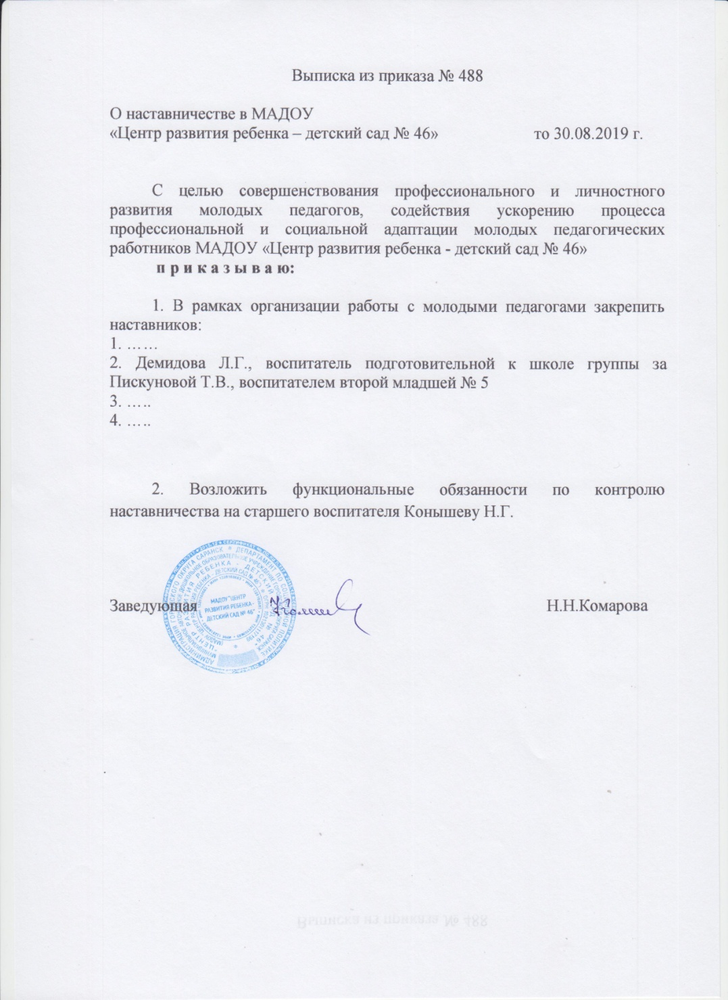 Выписка из приказа № 488
О наставничестве в МАДОУ
«Центр развития ребенка – детский сад № 46» то 30.08.2019 г.
С целью совершенствования профессионального и личностного
развития молодых педагогов, содействия ускорению процесса
профессиональной и социальной адаптации молодых педагогических
работников МАДОУ «Центр развития ребенка - детский сад № 46»
п р и к а з ы в а ю:
1. В рамках организации работы с молодыми педагогами закрепить
наставников:
1. ……
2. Демидова Л.Г., воспитатель подготовительной к школе группы за
Пискуновой Т.В., воспитателем второй младшей № 5
3. …..
4. …..
2. Возложить функциональные обязанности по контролю
наставничества на старшего воспитателя Конышеву Н.Г.
Заведующая Н.Н.Комарова
МАДОУ "ЦЕНТР
РАЗВИТИЯ РЕБЕНКА -
ДЕТСКИЙ САД № 46"